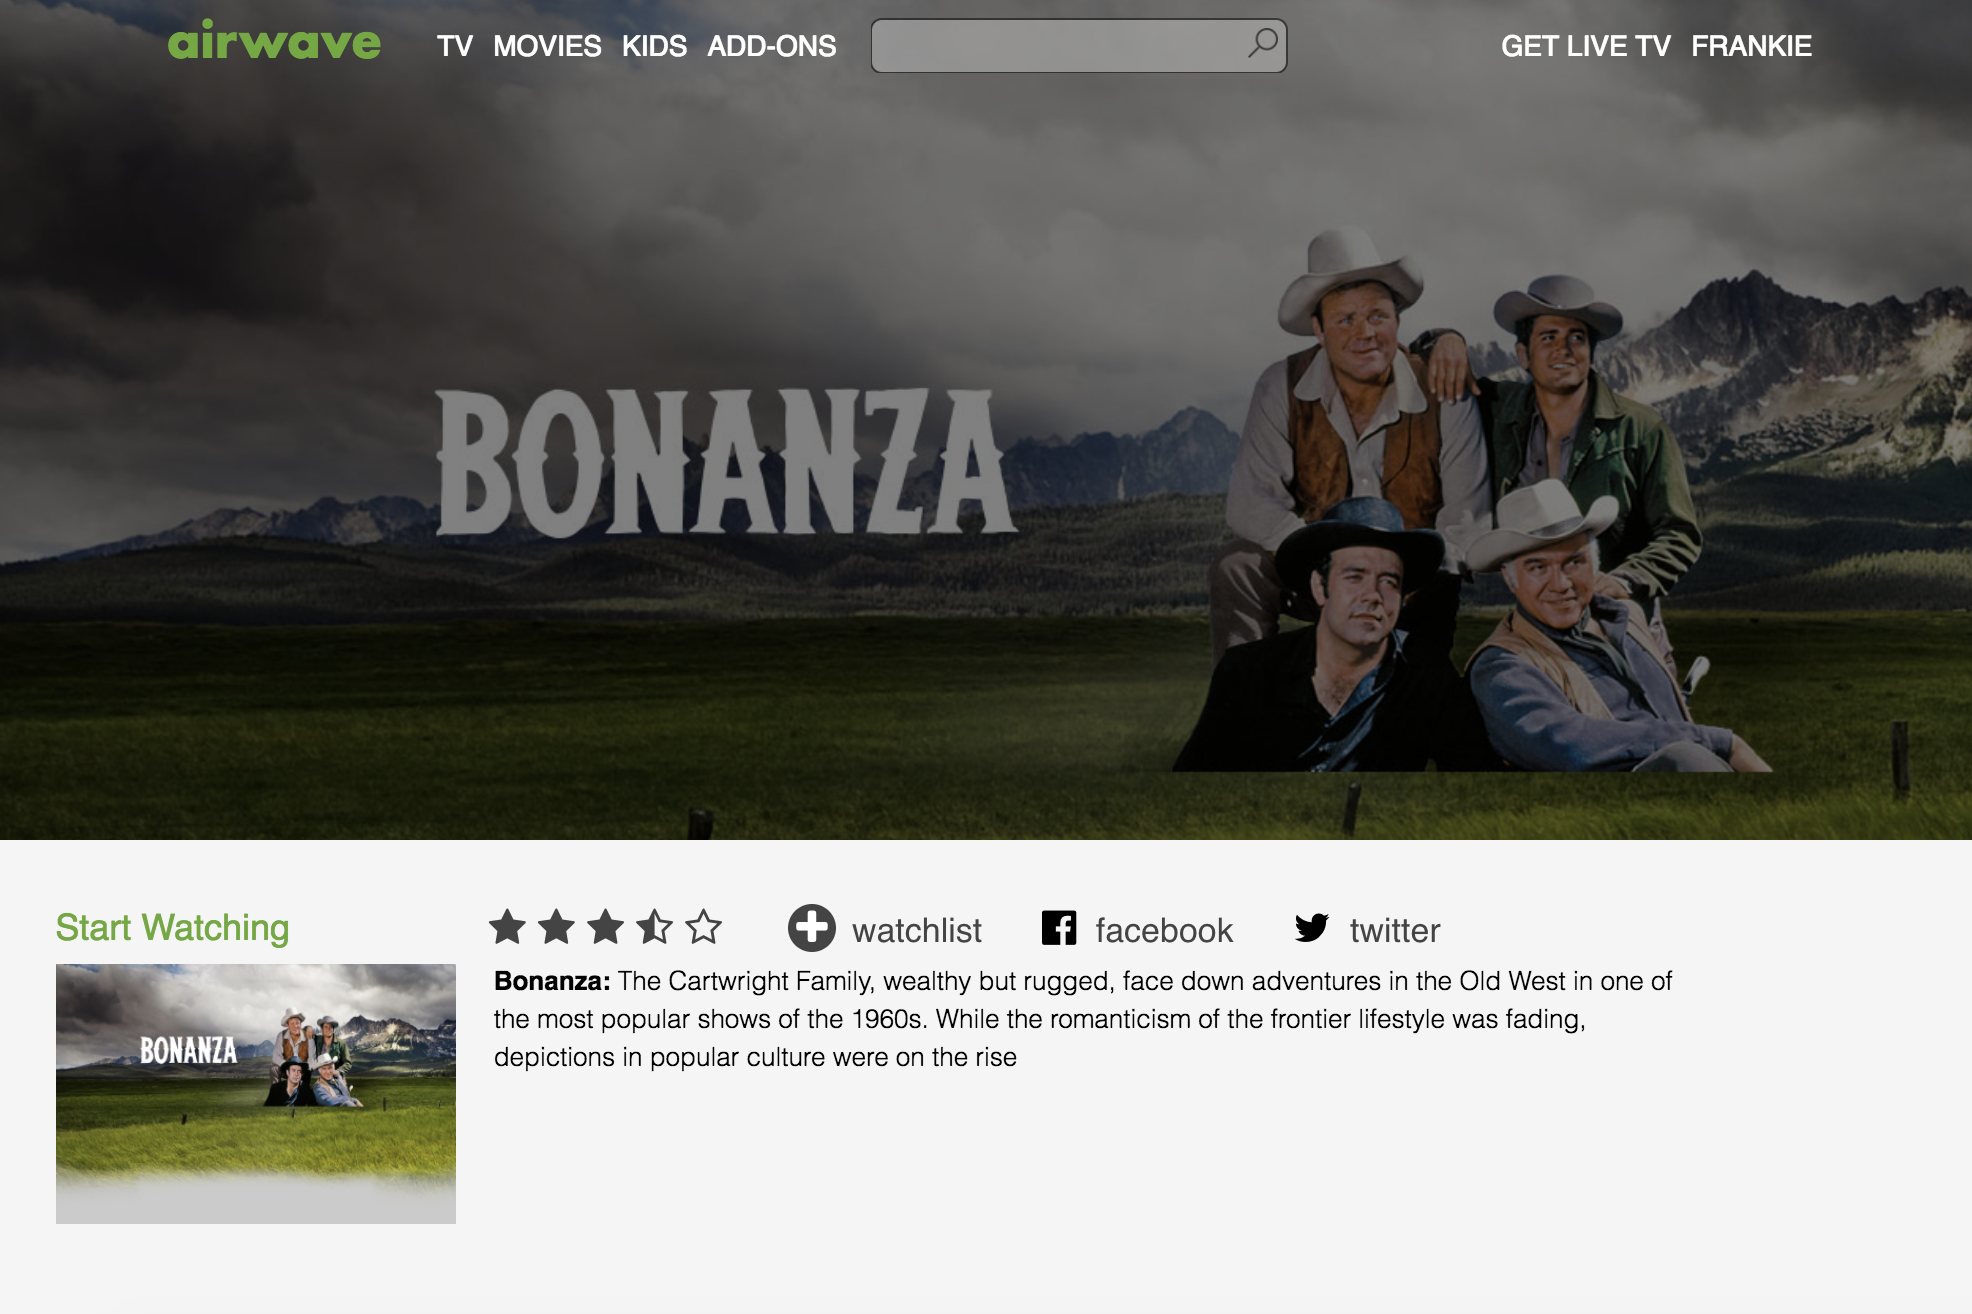 airwave TV MOVIES KIDS ADD-ONS GET LIVE TV FRANKIE
BONANZA
Start Watching
watchlist facebook twitter
BONANZA
Bonanza: The Cartwright Family, wealthy but rugged, face down adventures in the Old West in one of
the most popular shows of the 1960s. While the romanticism of the frontier lifestyle was fading,
depictions in popular culture were on the rise